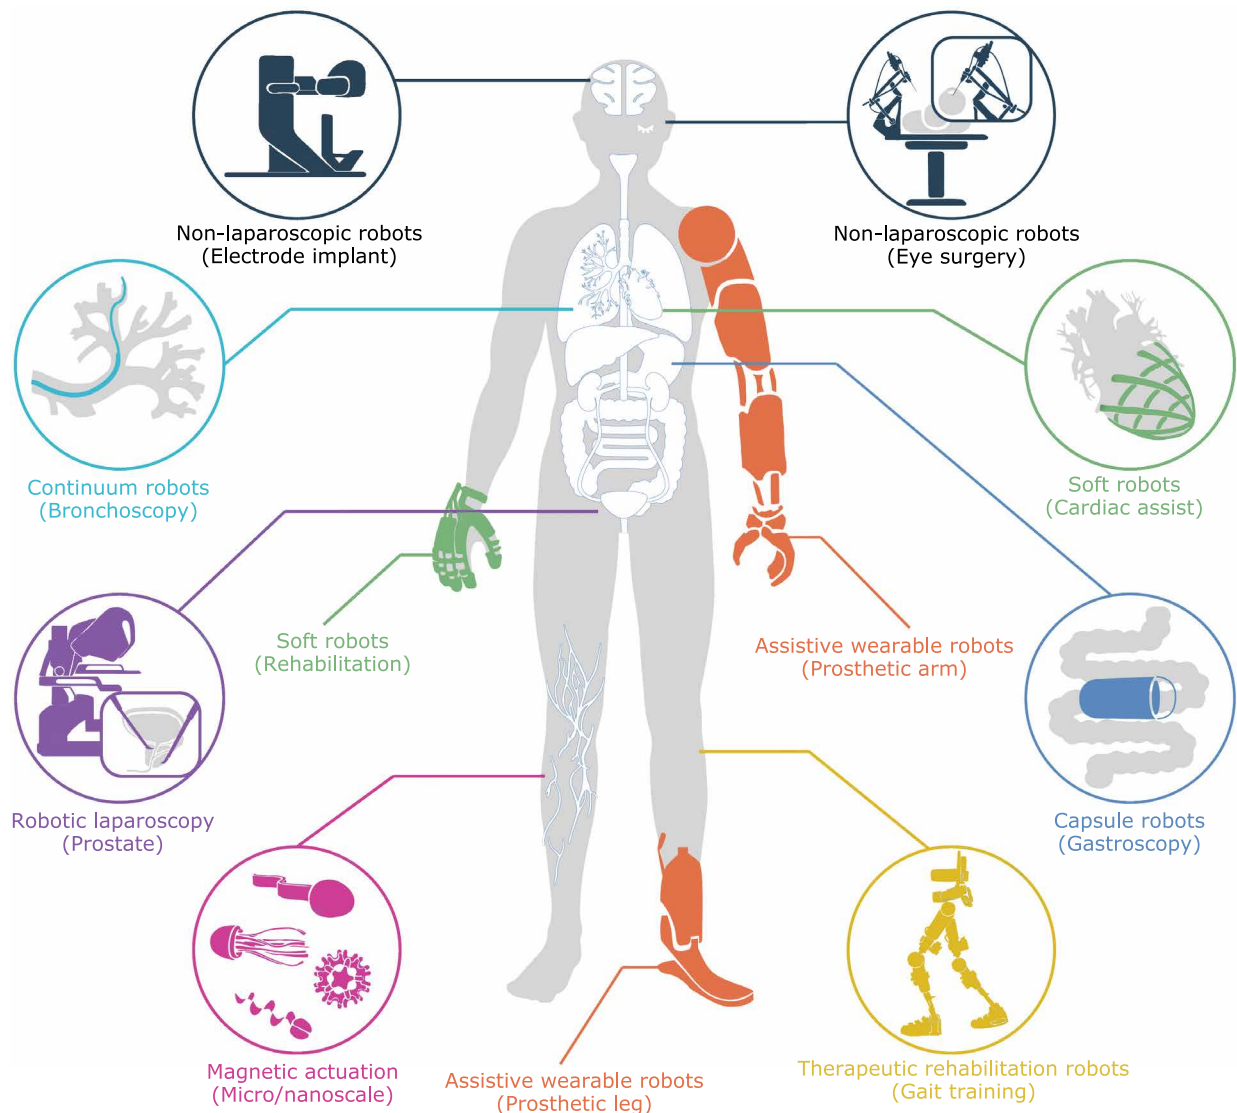 Non-laparoscopic robots
(Electrode implant)
Non-laparoscopic robots
(Eye surgery)
Continuum robots
(Bronchoscopy)
Soft robots
(Cardiac assist)
Soft robots
(Rehabilitation)
Assistive wearable robots
(Prosthetic arm)
Robotic laparoscopy
(Prostate)
Capsule robots
(Gastroscopy)
Magnetic actuation
(Micro/nanoscale)
Assistive wearable robots
(Prosthetic leg)
Therapeutic rehabilitation robots
(Gait training)